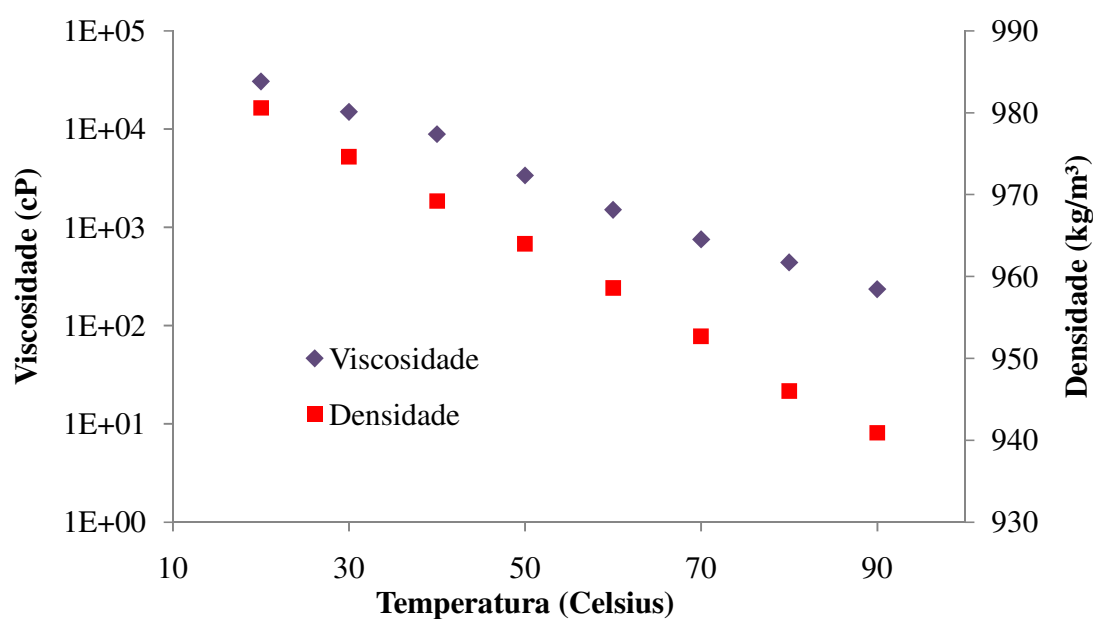 1E+05
1E+04
1E+03
1E+02
1E+01
1E+00
Viscosidade (cP)
990
980
970
960
950
940
930
Densidade (kg/m³)
Viscosidade
Densidade
10
30
50
70
90
Temperatura (Celsius)